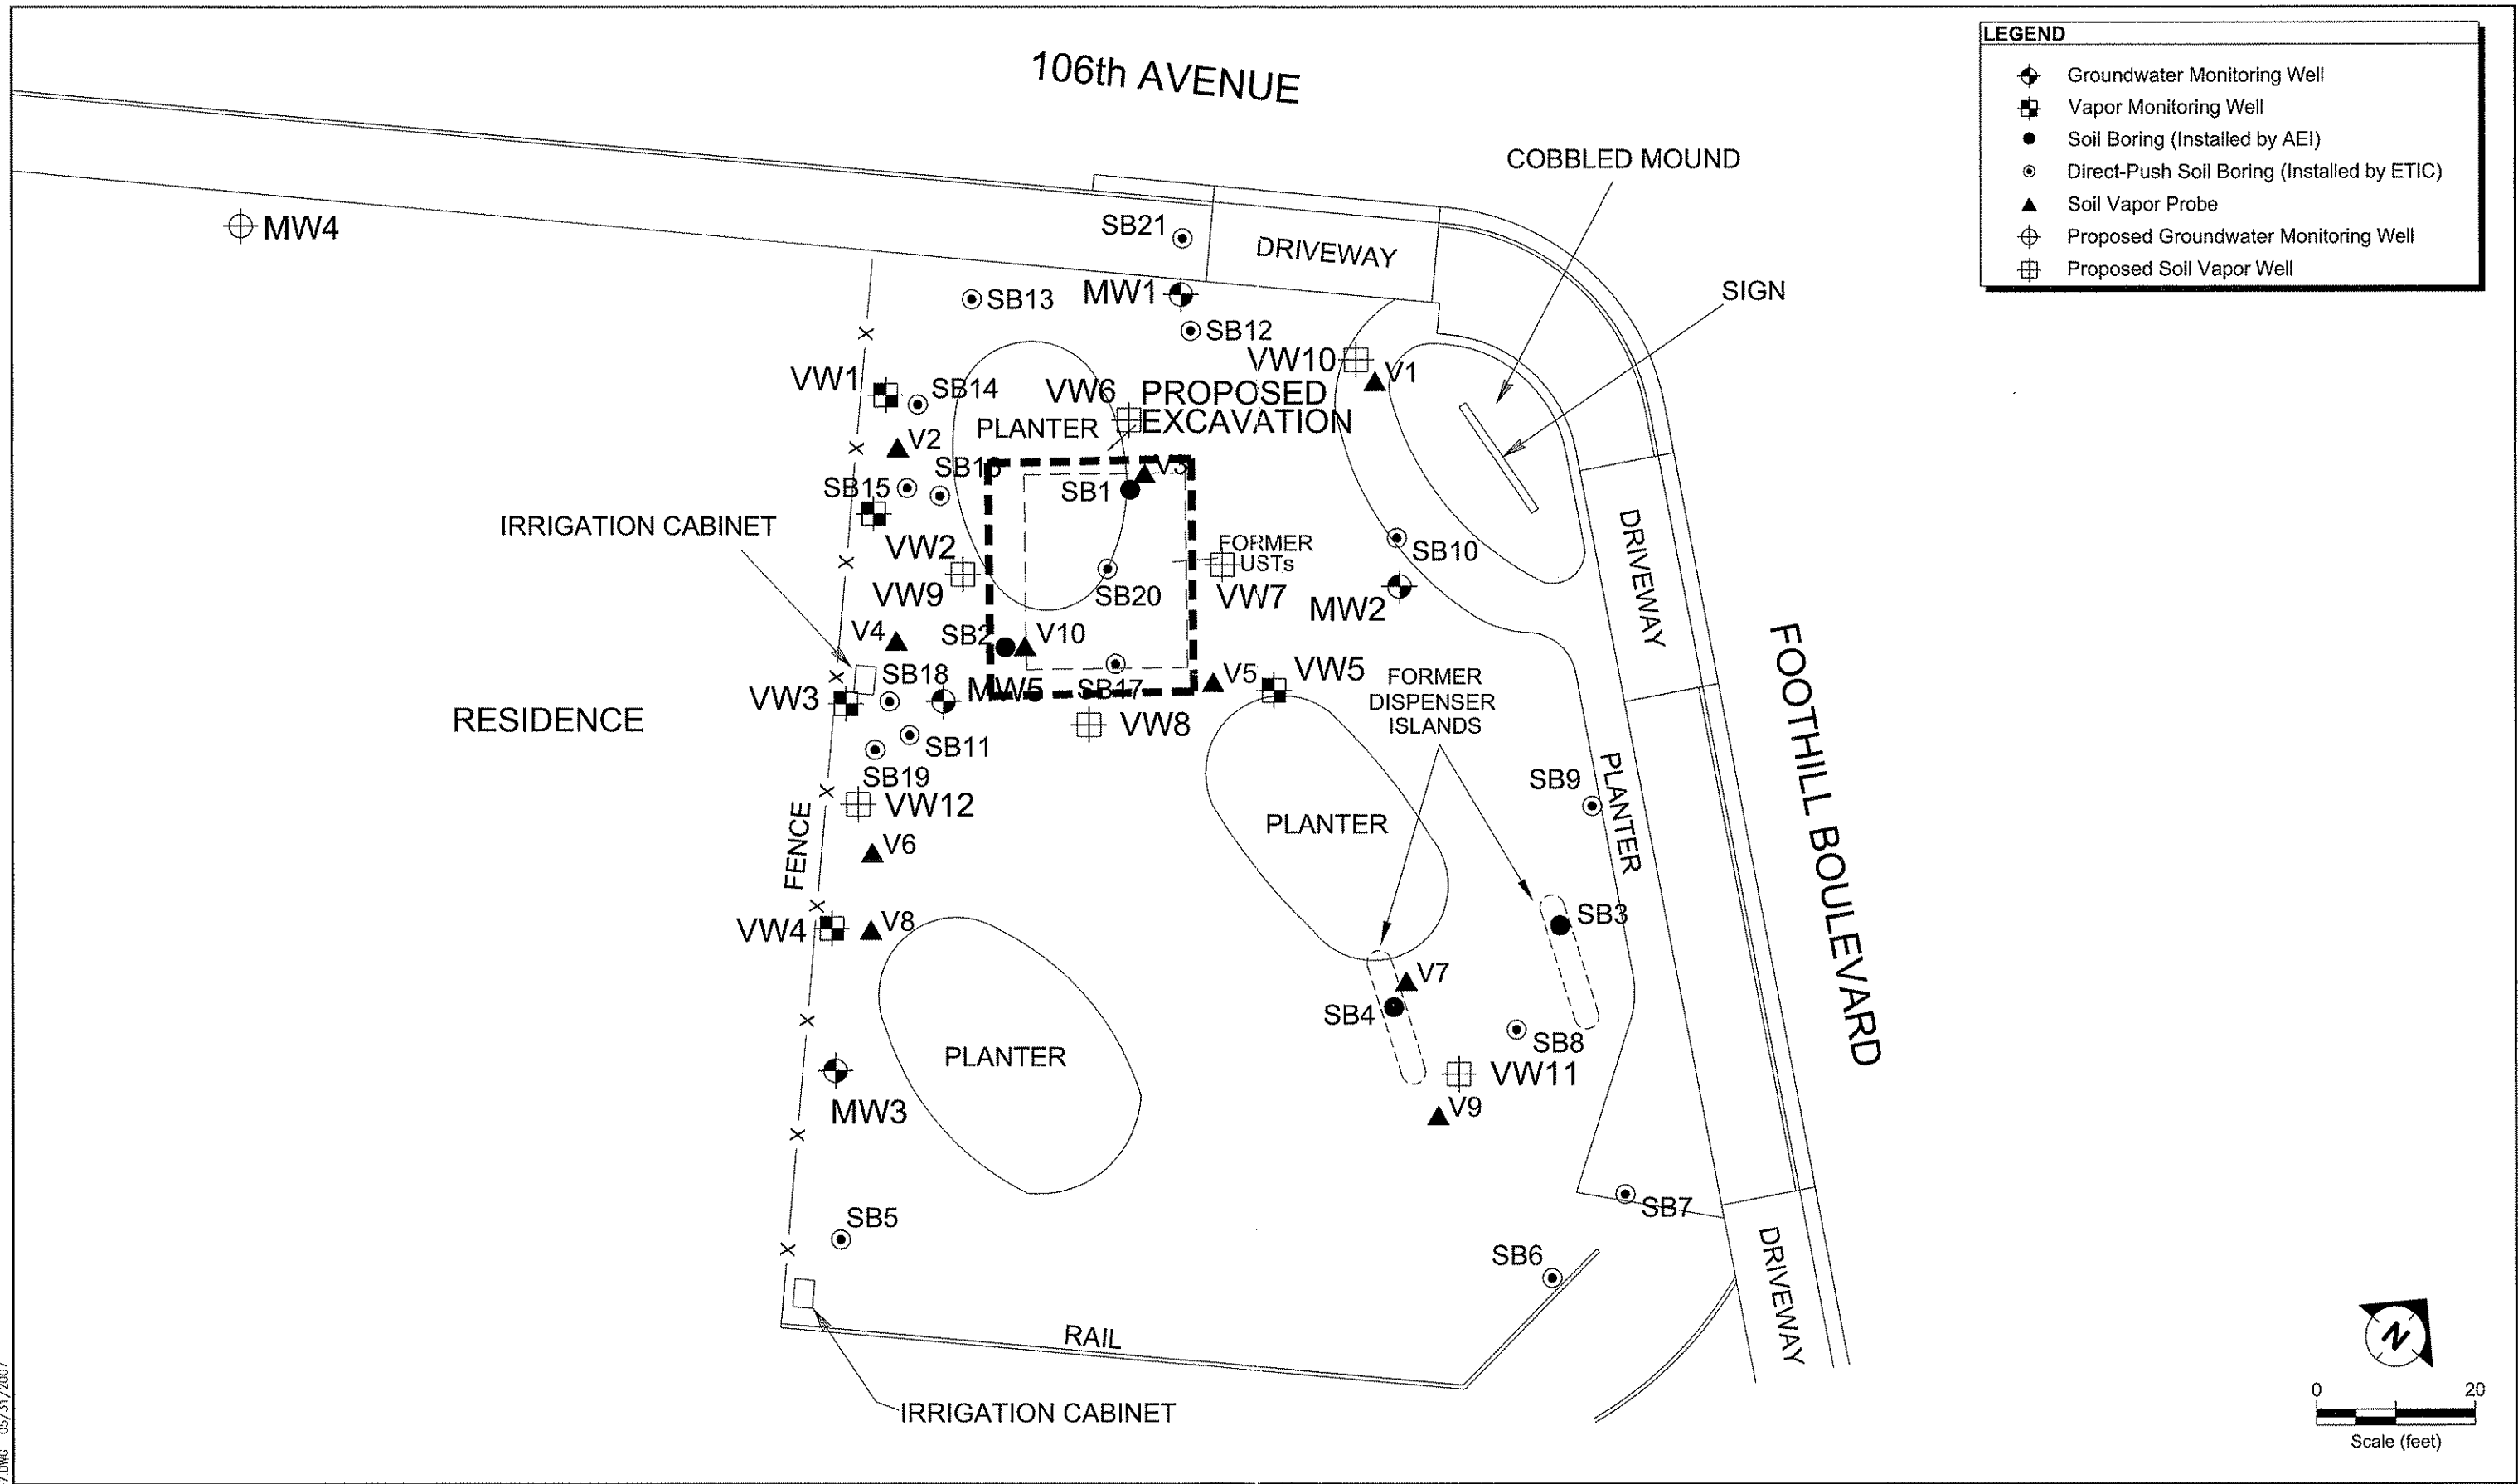 106th AVENUE
LEGEND
Groundwater Monitoring Well
Vapor Monitoring Well
Soil Boring (Installed by AEI)
Direct-Push Soil Boring (Installed by ETIC)
Soil Vapor Probe
Proposed Groundwater Monitoring Well
Proposed Soil Vapor Well
COBBLED MOUND
SIGN
MW4
SB21
DRIVEWAY
SB13
MW1
SB12
VW10
V1
VW1
SB14
VW6
PROPOSED
EXCAVATION
PLANTER
V2
SB15
V3
SB1
IRRIGATION CABINET
VW2
FORMER
USTs
SB10
DRIVEWAY
VW9
SB20
VW7
MW2
V4
SB2
V10
SB18
MW5
SB17
V5
VW5
FORMER
DISPENSER
ISLANDS
VW3
RESIDENCE
VW8
SB11
SB19
FOOTHILL BOULEVARD
SB9
PLANTER
VW12
FENCE
PLANTER
V6
VW4
V8
SB3
V7
SB4
SB8
PLANTER
VW11
MW3
V9
SB7
SB5
SB6
DRIVEWAY
RAIL
IRRIGATION CABINET
N
0 20
Scale (feet)
05/31/2007